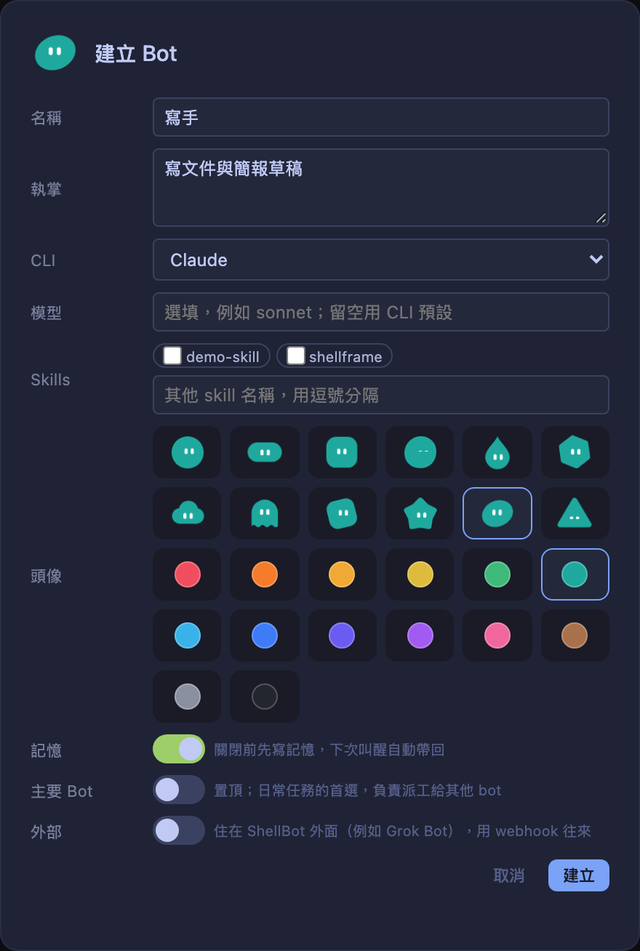 建立 Bot
名稱
寫手
執掌
寫文件與簡報草稿
CLI
Claude
模型
選填，例如 sonnet；留空用 CLI 預設
Skills
demo-skill
shellframe
其他 skill 名稱，用逗號分隔
頭像
記憶
關閉前先寫記憶，下次叫醒自動帶回
主要 Bot
置頂；日常任務的首選，負責派工給其他 bot
外部
住在 ShellBot 外面（例如 Grok Bot），用 webhook 往來
取消
建立